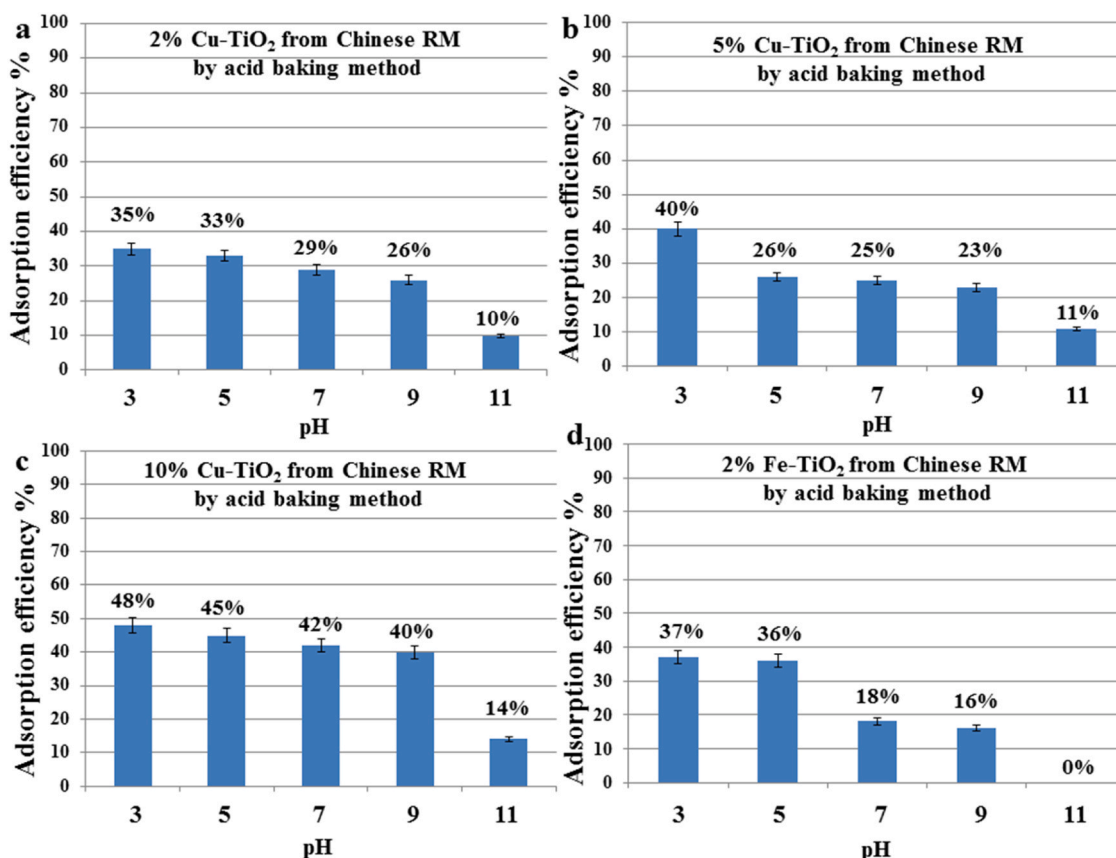 a
2% Cu-TiO₂ from Chinese RM
by acid baking method
Adsorption efficiency %
100
90
80
70
60
50
40
30
20
10
0
35%
33%
29%
26%
10%
3 5 7 9 11
pH
b
5% Cu-TiO₂ from Chinese RM
by acid baking method
Adsorption efficiency %
100
90
80
70
60
50
40
30
20
10
0
40%
26%
25%
23%
11%
3 5 7 9 11
pH
c
10% Cu-TiO₂ from Chinese RM
by acid baking method
Adsorption efficiency %
100
90
80
70
60
50
40
30
20
10
0
48%
45%
42%
40%
14%
3 5 7 9 11
pH
d
2% Fe-TiO₂ from Chinese RM
by acid baking method
Adsorption efficiency %
100
90
80
70
60
50
40
30
20
10
0
37%
36%
18%
16%
0%
3 5 7 9 11
pH